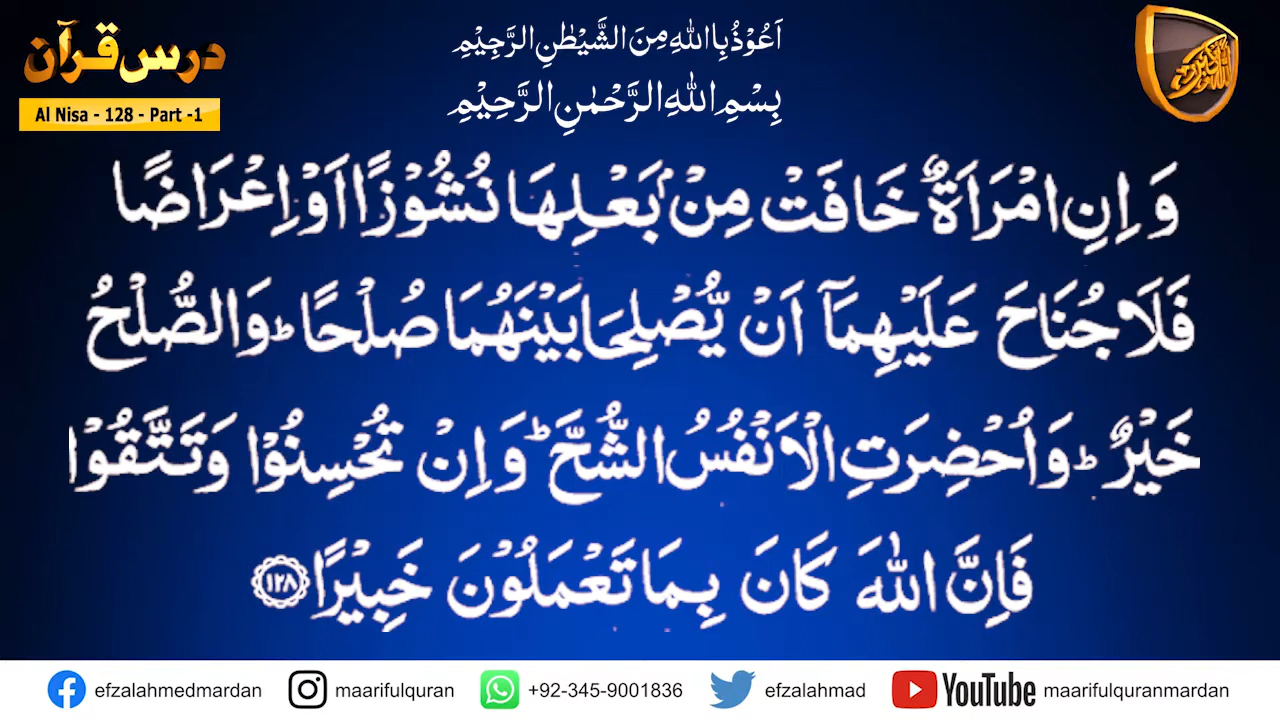 درس قرآن
Al Nisa - 128 - Part -1
اَعُوْذُ بِاللّٰهِ مِنَ الشَّيْطٰنِ الرَّجِيْمِ
بِسْمِ اللّٰهِ الرَّحْمٰنِ الرَّحِيْمِ
وَ اِنِ امْرَاَةٌ خَافَتْ مِنْۢ بَعْلِهَا نُشُوْزًا اَوْ اِعْرَاضًا
فَلَا جُنَاحَ عَلَيْهِمَاۤ اَنْ يُّصْلِحَا بَيْنَهُمَا صُلْحًاؕ وَ الصُّلْحُ
خَيْرٌؕ وَ اُحْضِرَتِ الْاَنْفُسُ الشُّحَّؕ وَ اِنْ تُحْسِنُوْا وَ تَتَّقُوْا
فَاِنَّ اللّٰهَ كَانَ بِمَا تَعْمَلُوْنَ خَبِيْرًا ۝۱۲۸
efzalahmedmardan maarifulquran +92-345-9001836 efzalahmad YouTube maarifulquranmardan